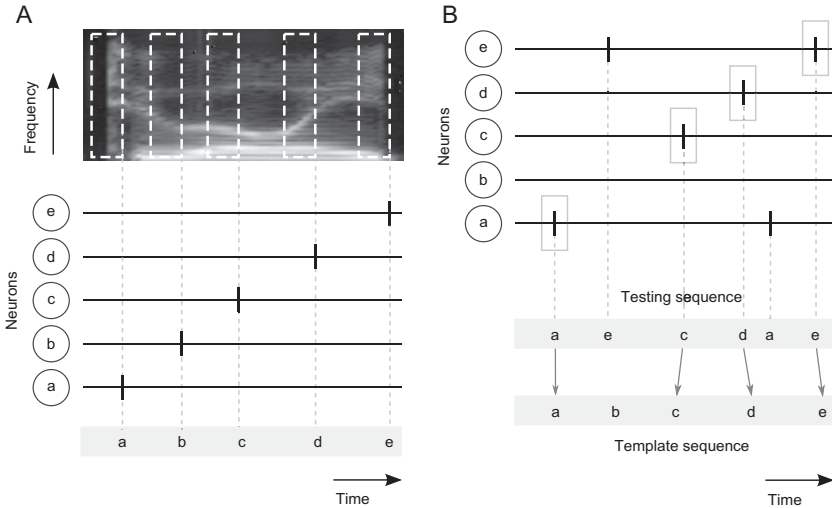 A
Frequency
Neurons
e
d
c
b
a
a b c d e
Time
B
Neurons
e
d
c
b
a
Testing sequence
a e c d a e
a b c d e
Template sequence
Time